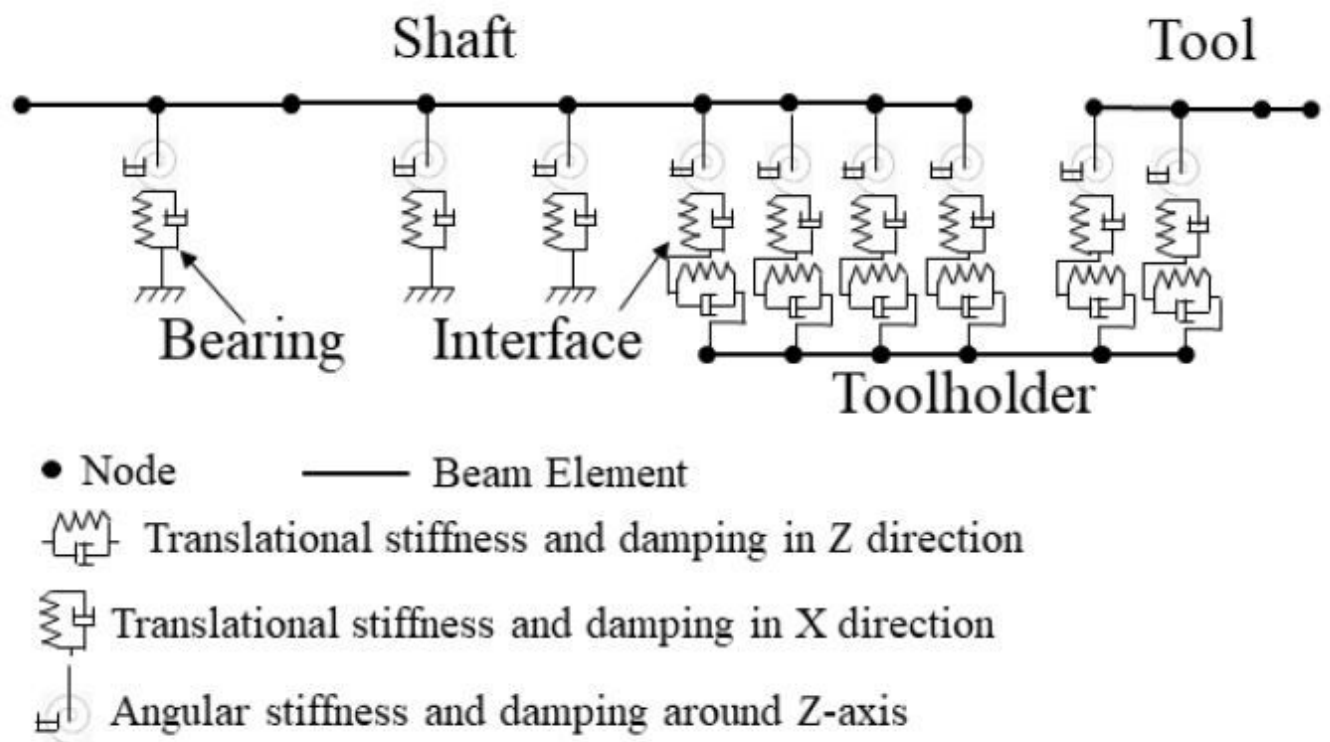 Shaft
Tool
Bearing
Interface
Toolholder
Node
Beam Element
Translational stiffness and damping in Z direction
Translational stiffness and damping in X direction
Angular stiffness and damping around Z-axis